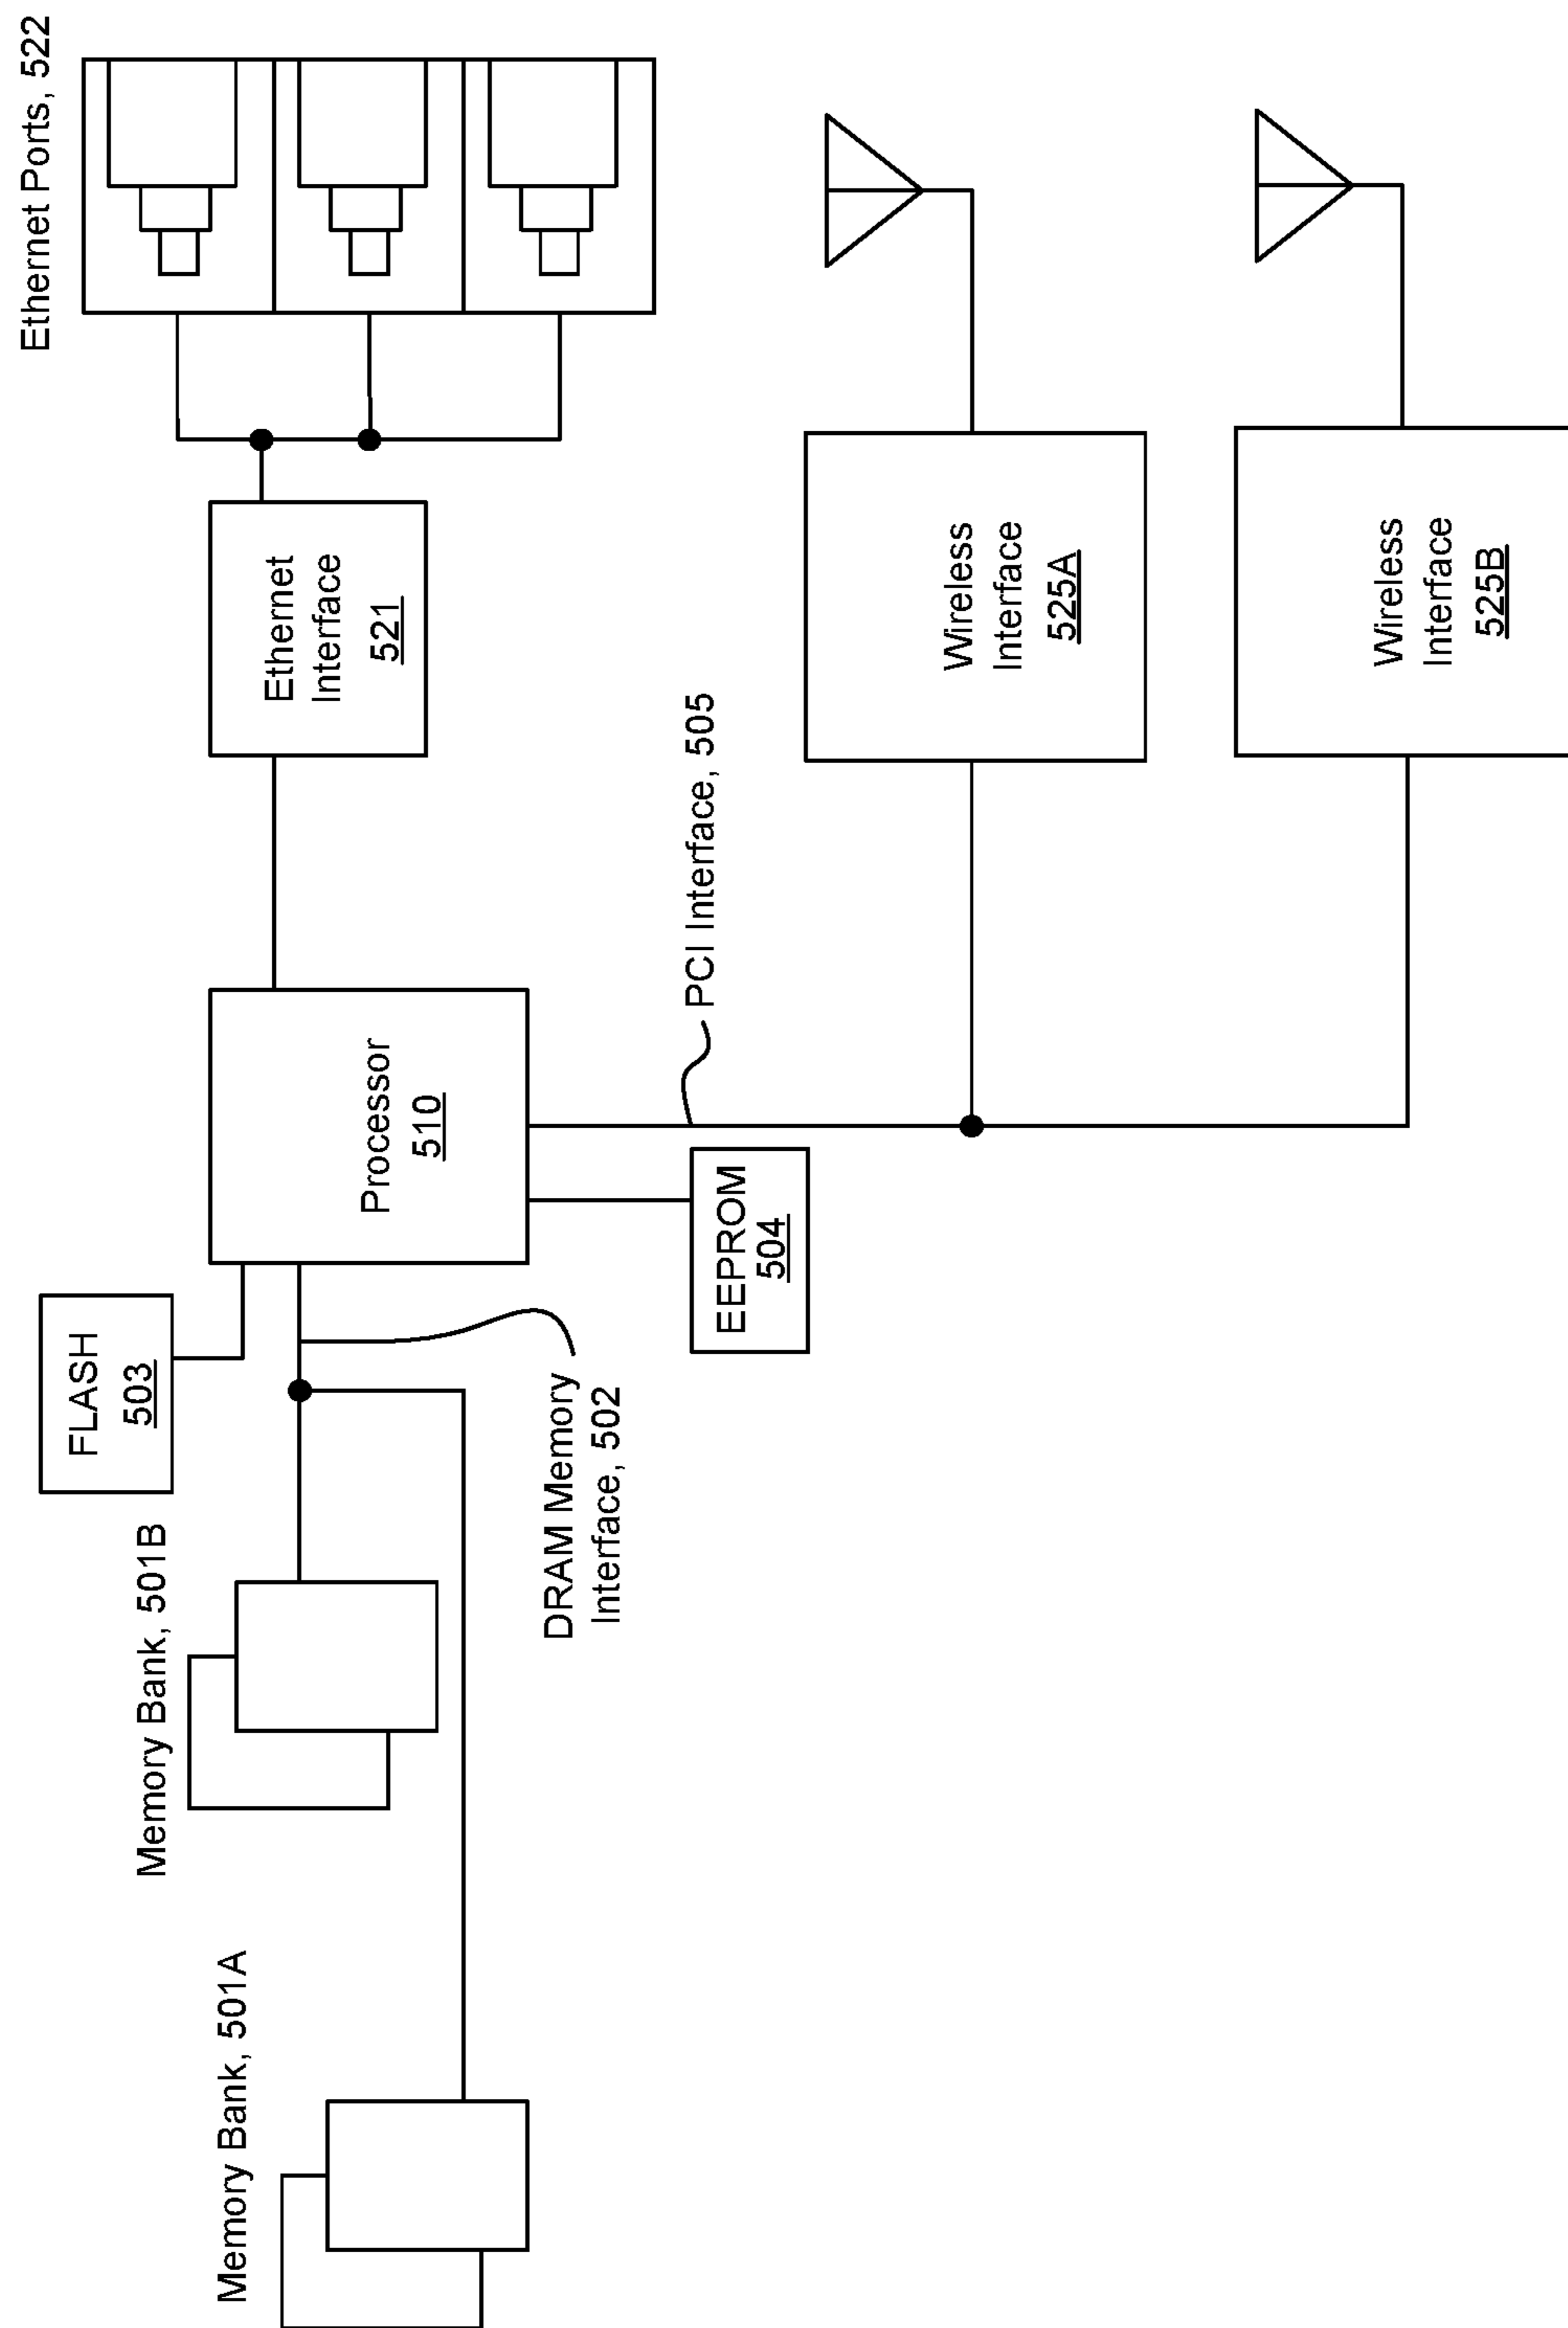 Memory Bank, 501A
Memory Bank, 501B
FLASH
503
DRAM Memory
Interface, 502
Processor
510
EEPROM
504
PCI Interface, 505
Ethernet
Interface
521
Ethernet Ports, 522
Wireless
Interface
525A
Wireless
Interface
525B